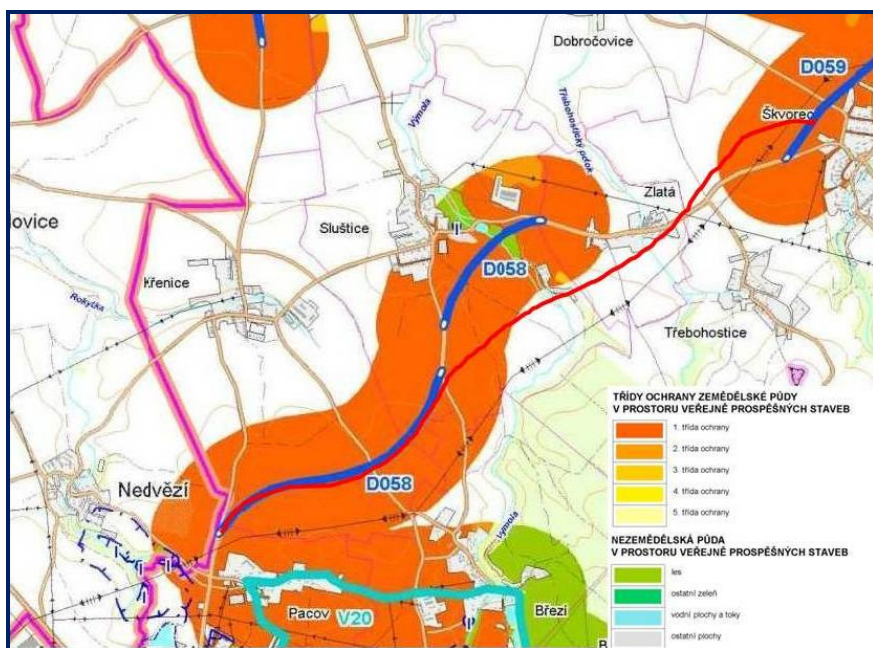 Dobročovice
D059
Škvorec
Výmola
Třebohostický potok
Zlatá
lovice
Sluštice
D058
Křenice
Rokytka
Třebohostice
TŘÍDY OCHRANY ZEMĚDĚLSKÉ PŮDY
V PROSTORU VEŘEJNĚ PROSPĚŠNÝCH STAVEB
1. třída ochrany
2. třída ochrany
3. třída ochrany
4. třída ochrany
5. třída ochrany
Nedvězí
D058
Výmola
NEZEMĚDĚLSKÁ PŮDA
V PROSTORU VEŘEJNĚ PROSPĚŠNÝCH STAVEB
les
ostatní zeleň
vodní plochy a toky
ostatní plochy
Pacov
V20
Březí
B